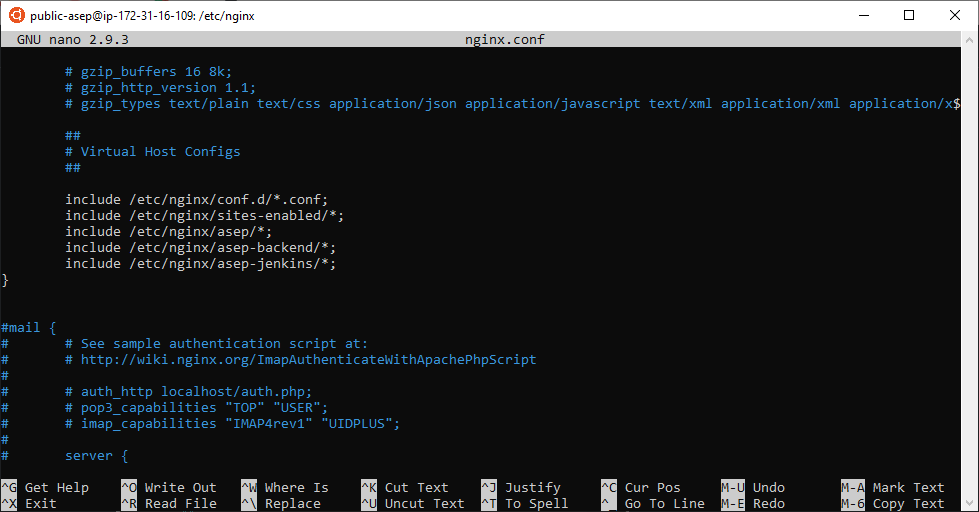 public-asep@ip-172-31-16-109: /etc/nginx
GNU nano 2.9.3 nginx.conf
# gzip_buffers 16 8k;
# gzip_http_version 1.1;
# gzip_types text/plain text/css application/json application/javascript text/xml application/xml application/x$
##
# Virtual Host Configs
##
include /etc/nginx/conf.d/*.conf;
include /etc/nginx/sites-enabled/*;
include /etc/nginx/asep/*;
include /etc/nginx/asep-backend/*;
include /etc/nginx/asep-jenkins/*;
}
#mail {
# # See sample authentication script at:
# # http://wiki.nginx.org/ImapAuthenticateWithApachePhpScript
#
# # auth_http localhost/auth.php;
# # pop3_capabilities "TOP" "USER";
# # imap_capabilities "IMAP4rev1" "UIDPLUS";
#
# server {
^G Get Help ^O Write Out ^W Where Is ^K Cut Text ^J Justify ^C Cur Pos M-U Undo M-A Mark Text
^X Exit ^R Read File ^\ Replace ^U Uncut Text ^T To Spell ^_ Go To Line M-E Redo M-6 Copy Text